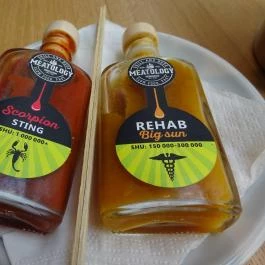 MEATOLOGY
Scorpion
STING
SHU: 1 000 000+
MEATOLOGY
REHAB
Big sun
SHU: 150 000-300 000